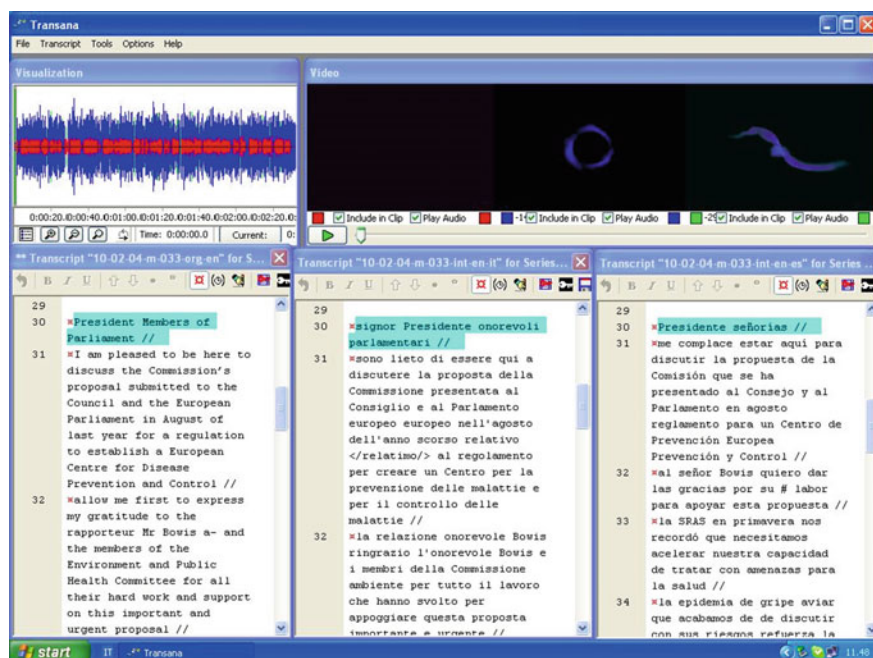 Transana
File Transcript Tools Options Help
Visualization
Video
0:00:20.0:00:40.0:01:00.0:01:20.0:01:40.0:02:00.0:02:20.0:
Include in Clip Play Audio Include in Clip Play Audio Include in Clip Play Audio
Time: 0:00:00.0 Current: 0:
** Transcript "10-02-04-m-033-org-en" for S...
B I U
29
30 President Members of
Parliament //
31 I am pleased to be here to
discuss the Commission's
proposal submitted to the
Council and the European
Parliament in August of
last year for a regulation
to establish a European
Centre for Disease
Prevention and Control //
32 allow me first to express
my gratitude to the
rapporteur Mr Bowis a- and
the members of the
Environment and Public
Health Committee for all
their hard work and support
on this important and
urgent proposal //
Transcript "10-02-04-m-033-int-en-it" for Series...
B I U
29
30 signor Presidente onorevoli
parlamentari //
31 sono lieto di essere qui a
discutere la proposta della
Commissione presentata al
Consiglio e al Parlamento
europeo europeo nell'agosto
dell'anno scorso relativo
</relatimo/> al regolamento
per creare un Centro per la
prevenzione delle malattie e
per il controllo delle
malattie //
32 la relazione onorevole Bowis
ringrazio l'onorevole Bowis e
i membri della Commissione
ambiente per tutto il lavoro
che hanno svolto per
appoggiare questa proposta
importante e urgente //
Transcript "10-02-04-m-033-int-en-es" for Series ...
B I U
29
30 Presidente señorías //
31 me complace estar aquí para
discutir la propuesta de la
Comisión que se ha
presentado al Consejo y al
Parlamento en agosto
reglamento para un Centro de
Prevención Europea
Prevención y Control //
32 al señor Bowis quiero dar
las gracias por su # labor
para apoyar esta propuesta //
33 la SRAS en primavera nos
recordó que necesitamos
acelerar nuestra capacidad
de tratar con amenazas para
la salud //
34 la epidemia de gripe aviar
que acabamos de de discutir
con sus riesgos refuerza la
start IT Transana 11.48